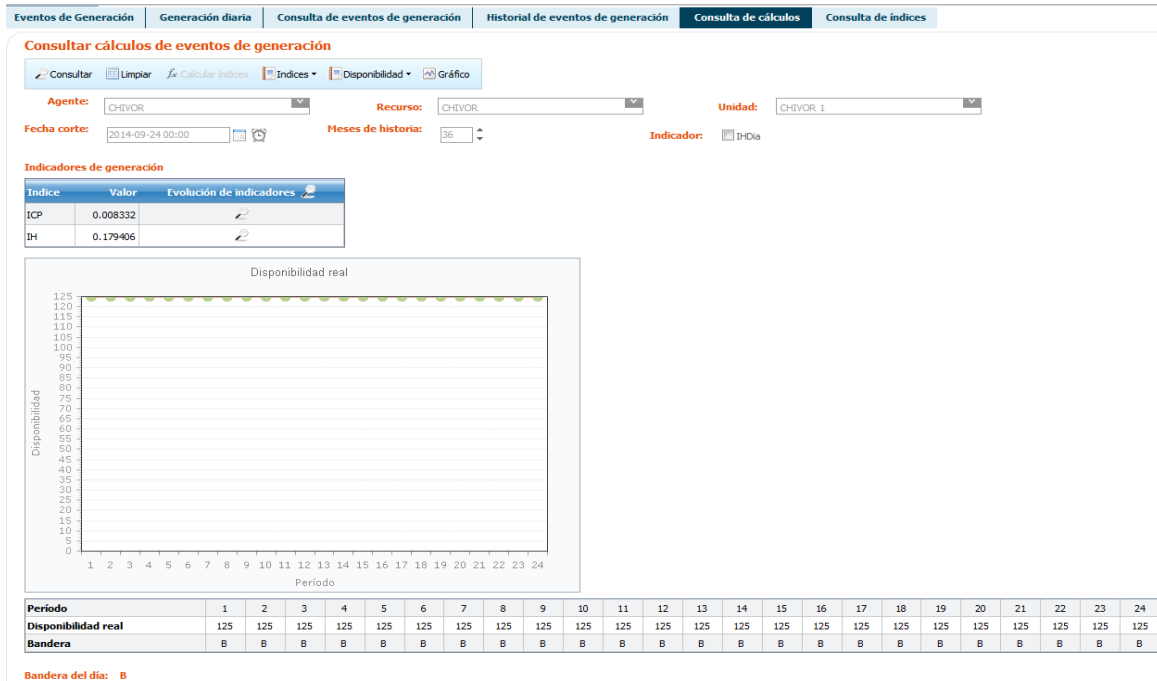 Eventos de Generación Generación diaria Consulta de eventos de generación Historial de eventos de generación Consulta de cálculos Consulta de índices
Consultar cálculos de eventos de generación
Consultar Limpiar fx Calcular índices Indices Disponibilidad Gráfico
Agente: CHIVOR Recurso: CHIVOR Unidad: CHIVOR 1
Fecha corte: 2014-09-24 00:00 Meses de historia: 36 Indicador: IHDia
Indicadores de generación
Indice Valor Evolución de indicadores
ICP 0.008332
IH 0.179406
Disponibilidad real
125
120
115
110
105
100
95
90
85
80
75
70
65
60
55
50
45
40
35
30
25
20
15
10
5
0
Disponibilidad
1 2 3 4 5 6 7 8 9 10 11 12 13 14 15 16 17 18 19 20 21 22 23 24
Período
Período 1 2 3 4 5 6 7 8 9 10 11 12 13 14 15 16 17 18 19 20 21 22 23 24
Disponibilidad real 125 125 125 125 125 125 125 125 125 125 125 125 125 125 125 125 125 125 125 125 125 125 125 125
Bandera B B B B B B B B B B B B B B B B B B B B B B B B
Bandera del día: B